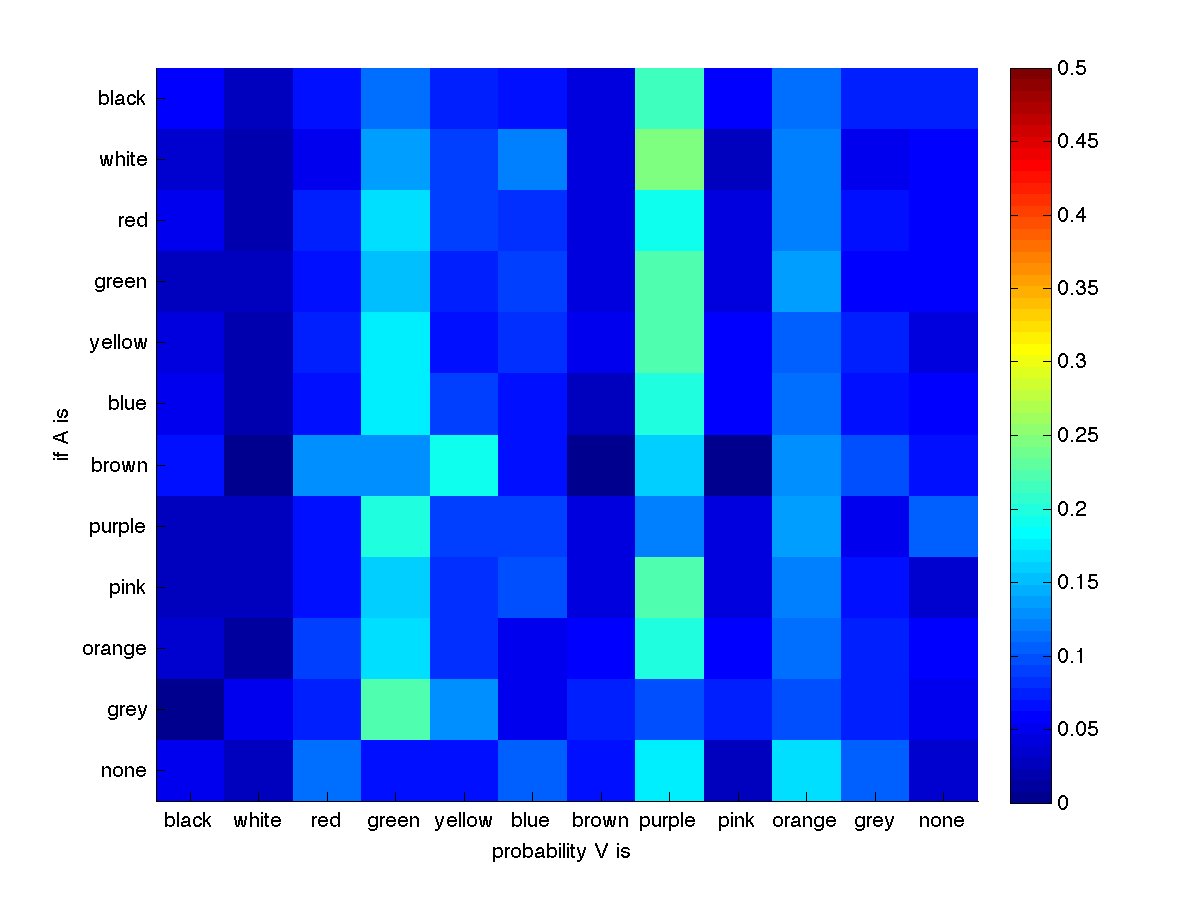 black
white
red
green
yellow
blue
brown
purple
pink
orange
grey
none
if A is
black white red green yellow blue brown purple pink orange grey none
probability V is
0.5
0.45
0.4
0.35
0.3
0.25
0.2
0.15
0.1
0.05
0